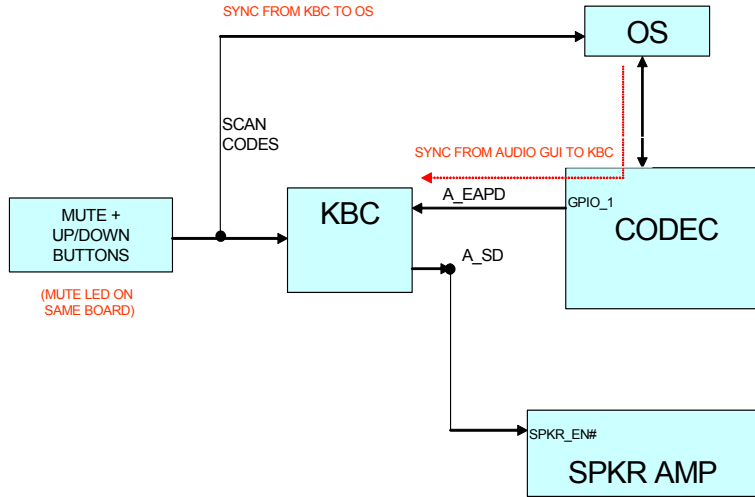 SYNC FROM KBC TO OS
OS
SCAN
CODES
SYNC FROM AUDIO GUI TO KBC
A_EAPD
GPIO_1
KBC
CODEC
MUTE +
UP/DOWN
BUTTONS
A_SD
(MUTE LED ON
SAME BOARD)
SPKR_EN#
SPKR AMP